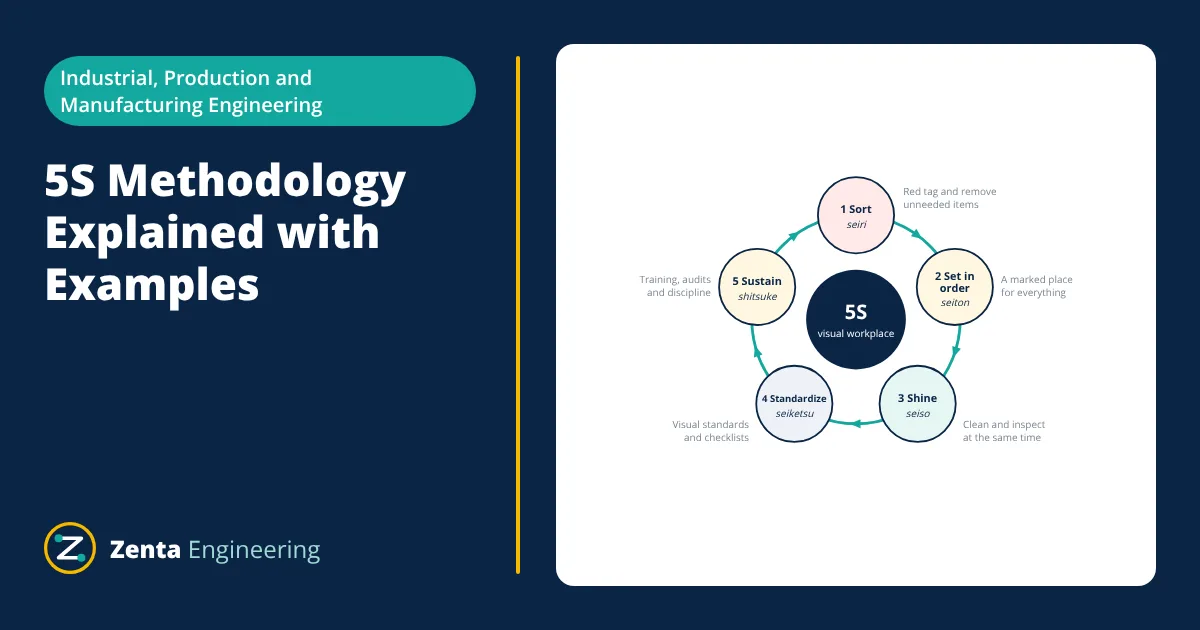 Industrial, Production and
Manufacturing Engineering
5S Methodology
Explained with
Examples
Zenta Engineering
1 Sort
seiri
Red tag and remove
unneeded items
2 Set in
order
seiton
A marked place
for everything
3 Shine
seiso
Clean and inspect
at the same time
4 Standardize
seiketsu
Visual standards
and checklists
5 Sustain
shitsuke
Training, audits
and discipline
5S
visual workplace